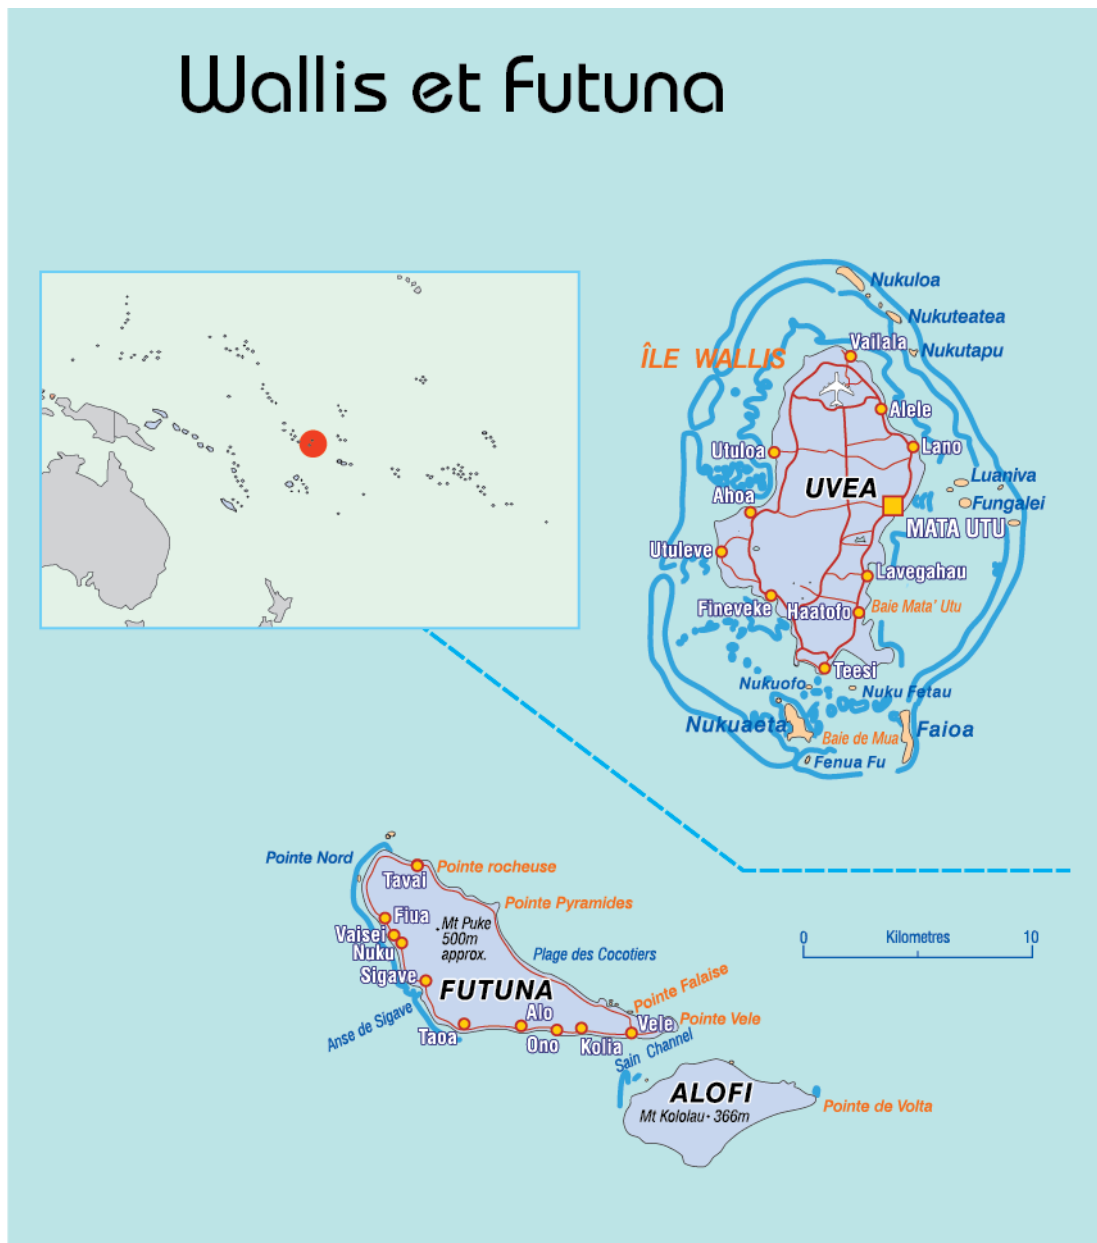 Wallis et Futuna
Nukuloa
Nukuteatea
Vailala
Nukutapu
ÎLE WALLIS
Alele
Lano
Utuloa
Luaniva
UVEA
Ahoa
Fungalei
MATA UTU
Utuleve
Lavegahau
Fineveke
Haatofo
Baie Mata' Utu
Teesi
Nukuofo
Nuku Fetau
Nukuaeta
Faioa
Baie de Mua
Fenua Fu
Pointe Nord
Pointe rocheuse
Tavai
Pointe Pyramides
Fiua
Mt Puke
500m
approx.
Vaisei
Nuku
Plage des Cocotiers
0 Kilometres 10
Sigave
Pointe Falaise
FUTUNA
Alo
Vele
Pointe Vele
Anse de Sigave
Taoa
Ono
Kolia
Sain Channel
ALOFI
Mt Kololau - 366m
Pointe de Volta